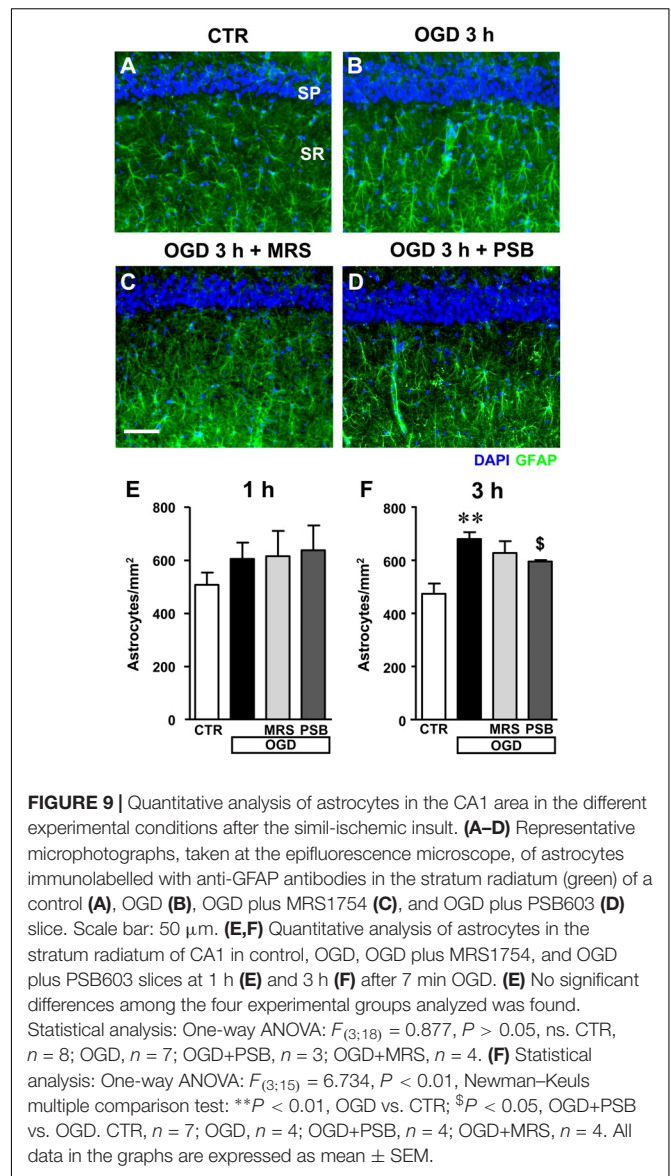 CTR
OGD 3 h
A
B
SP
SR
OGD 3 h + MRS
OGD 3 h + PSB
C
D
DAPI GFAP
E
1 h
F
3 h
Astrocytes/mm²
800
600
400
200
0
CTR
MRS
PSB
OGD
Astrocytes/mm²
800
600
400
200
0
**
$
CTR
MRS
PSB
OGD
FIGURE 9 | Quantitative analysis of astrocytes in the CA1 area in the different
experimental conditions after the simil-ischemic insult. (A–D) Representative
microphotographs, taken at the epifluorescence microscope, of astrocytes
immunolabelled with anti-GFAP antibodies in the stratum radiatum (green) of a
control (A), OGD (B), OGD plus MRS1754 (C), and OGD plus PSB603 (D)
slice. Scale bar: 50 μm. (E,F) Quantitative analysis of astrocytes in the
stratum radiatum of CA1 in control, OGD, OGD plus MRS1754, and OGD
plus PSB603 slices at 1 h (E) and 3 h (F) after 7 min OGD. (E) No significant
differences among the four experimental groups analyzed was found.
Statistical analysis: One-way ANOVA: F(3;18) = 0.877, P > 0.05, ns. CTR,
n = 8; OGD, n = 7; OGD+PSB, n = 3; OGD+MRS, n = 4. (F) Statistical
analysis: One-way ANOVA: F(3;15) = 6.734, P < 0.01, Newman–Keuls
multiple comparison test: **P < 0.01, OGD vs. CTR; $P < 0.05, OGD+PSB
vs. OGD. CTR, n = 7; OGD, n = 4; OGD+PSB, n = 4; OGD+MRS, n = 4. All
data in the graphs are expressed as mean ± SEM.